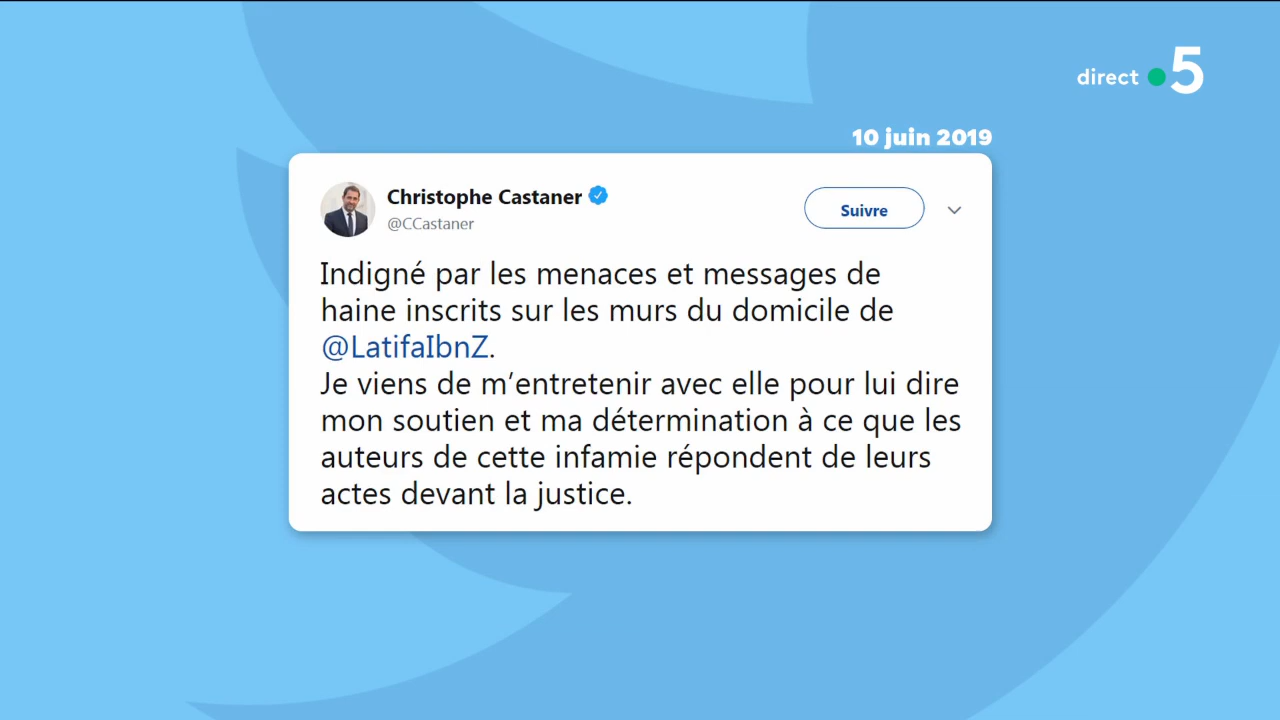 direct 5
10 juin 2019
Christophe Castaner
@CCastaner
Suivre
Indigné par les menaces et messages de
haine inscrits sur les murs du domicile de
@LatifaIbnZ.
Je viens de m’entretenir avec elle pour lui dire
mon soutien et ma détermination à ce que les
auteurs de cette infamie répondent de leurs
actes devant la justice.